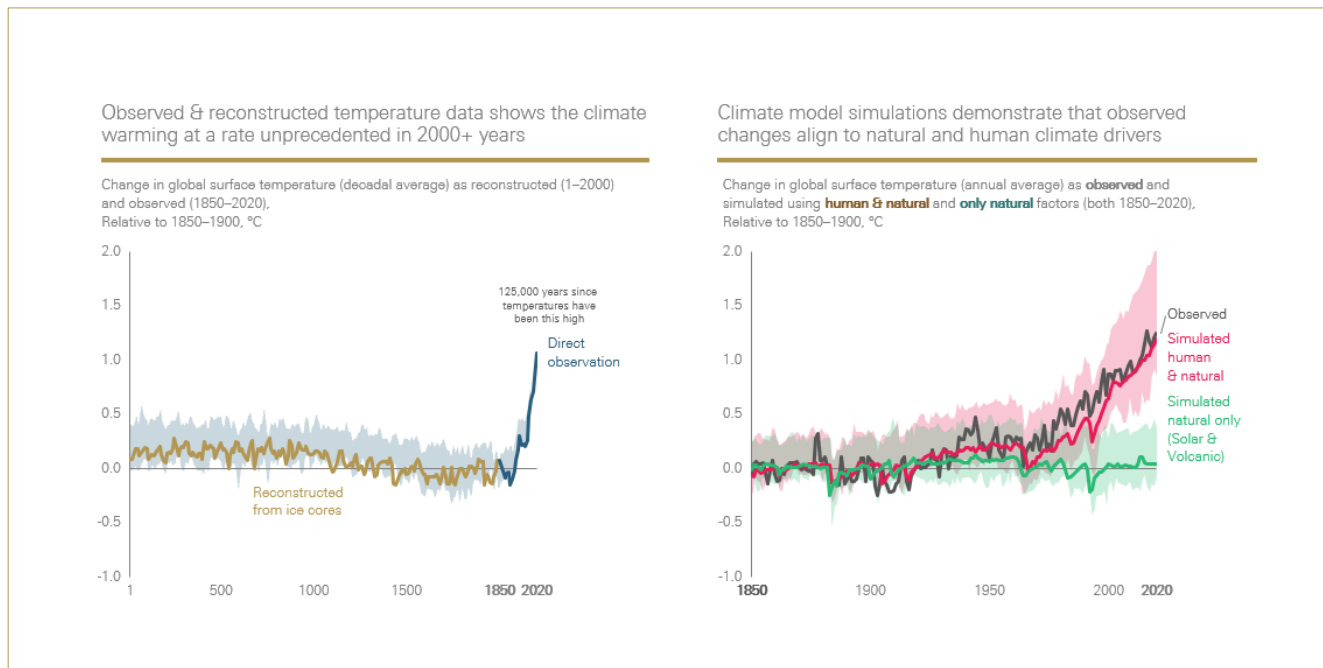 Observed & reconstructed temperature data shows the climate
warming at a rate unprecedented in 2000+ years
Change in global surface temperature (decadal average) as reconstructed (1–2000)
and observed (1850–2020),
Relative to 1850–1900, ºC
2.0
1.5
1.0
0.5
0.0
-0.5
-1.0
125,000 years since
temperatures have
been this high
Direct
observation
Reconstructed
from ice cores
1
500
1000
1500
1850
2020
Climate model simulations demonstrate that observed
changes align to natural and human climate drivers
Change in global surface temperature (annual average) as observed and
simulated using human & natural and only natural factors (both 1850–2020),
Relative to 1850–1900, ºC
2.0
1.5
1.0
0.5
0.0
-0.5
-1.0
Observed
Simulated
human
& natural
Simulated
natural only
(Solar &
Volcanic)
1850
1900
1950
2000
2020